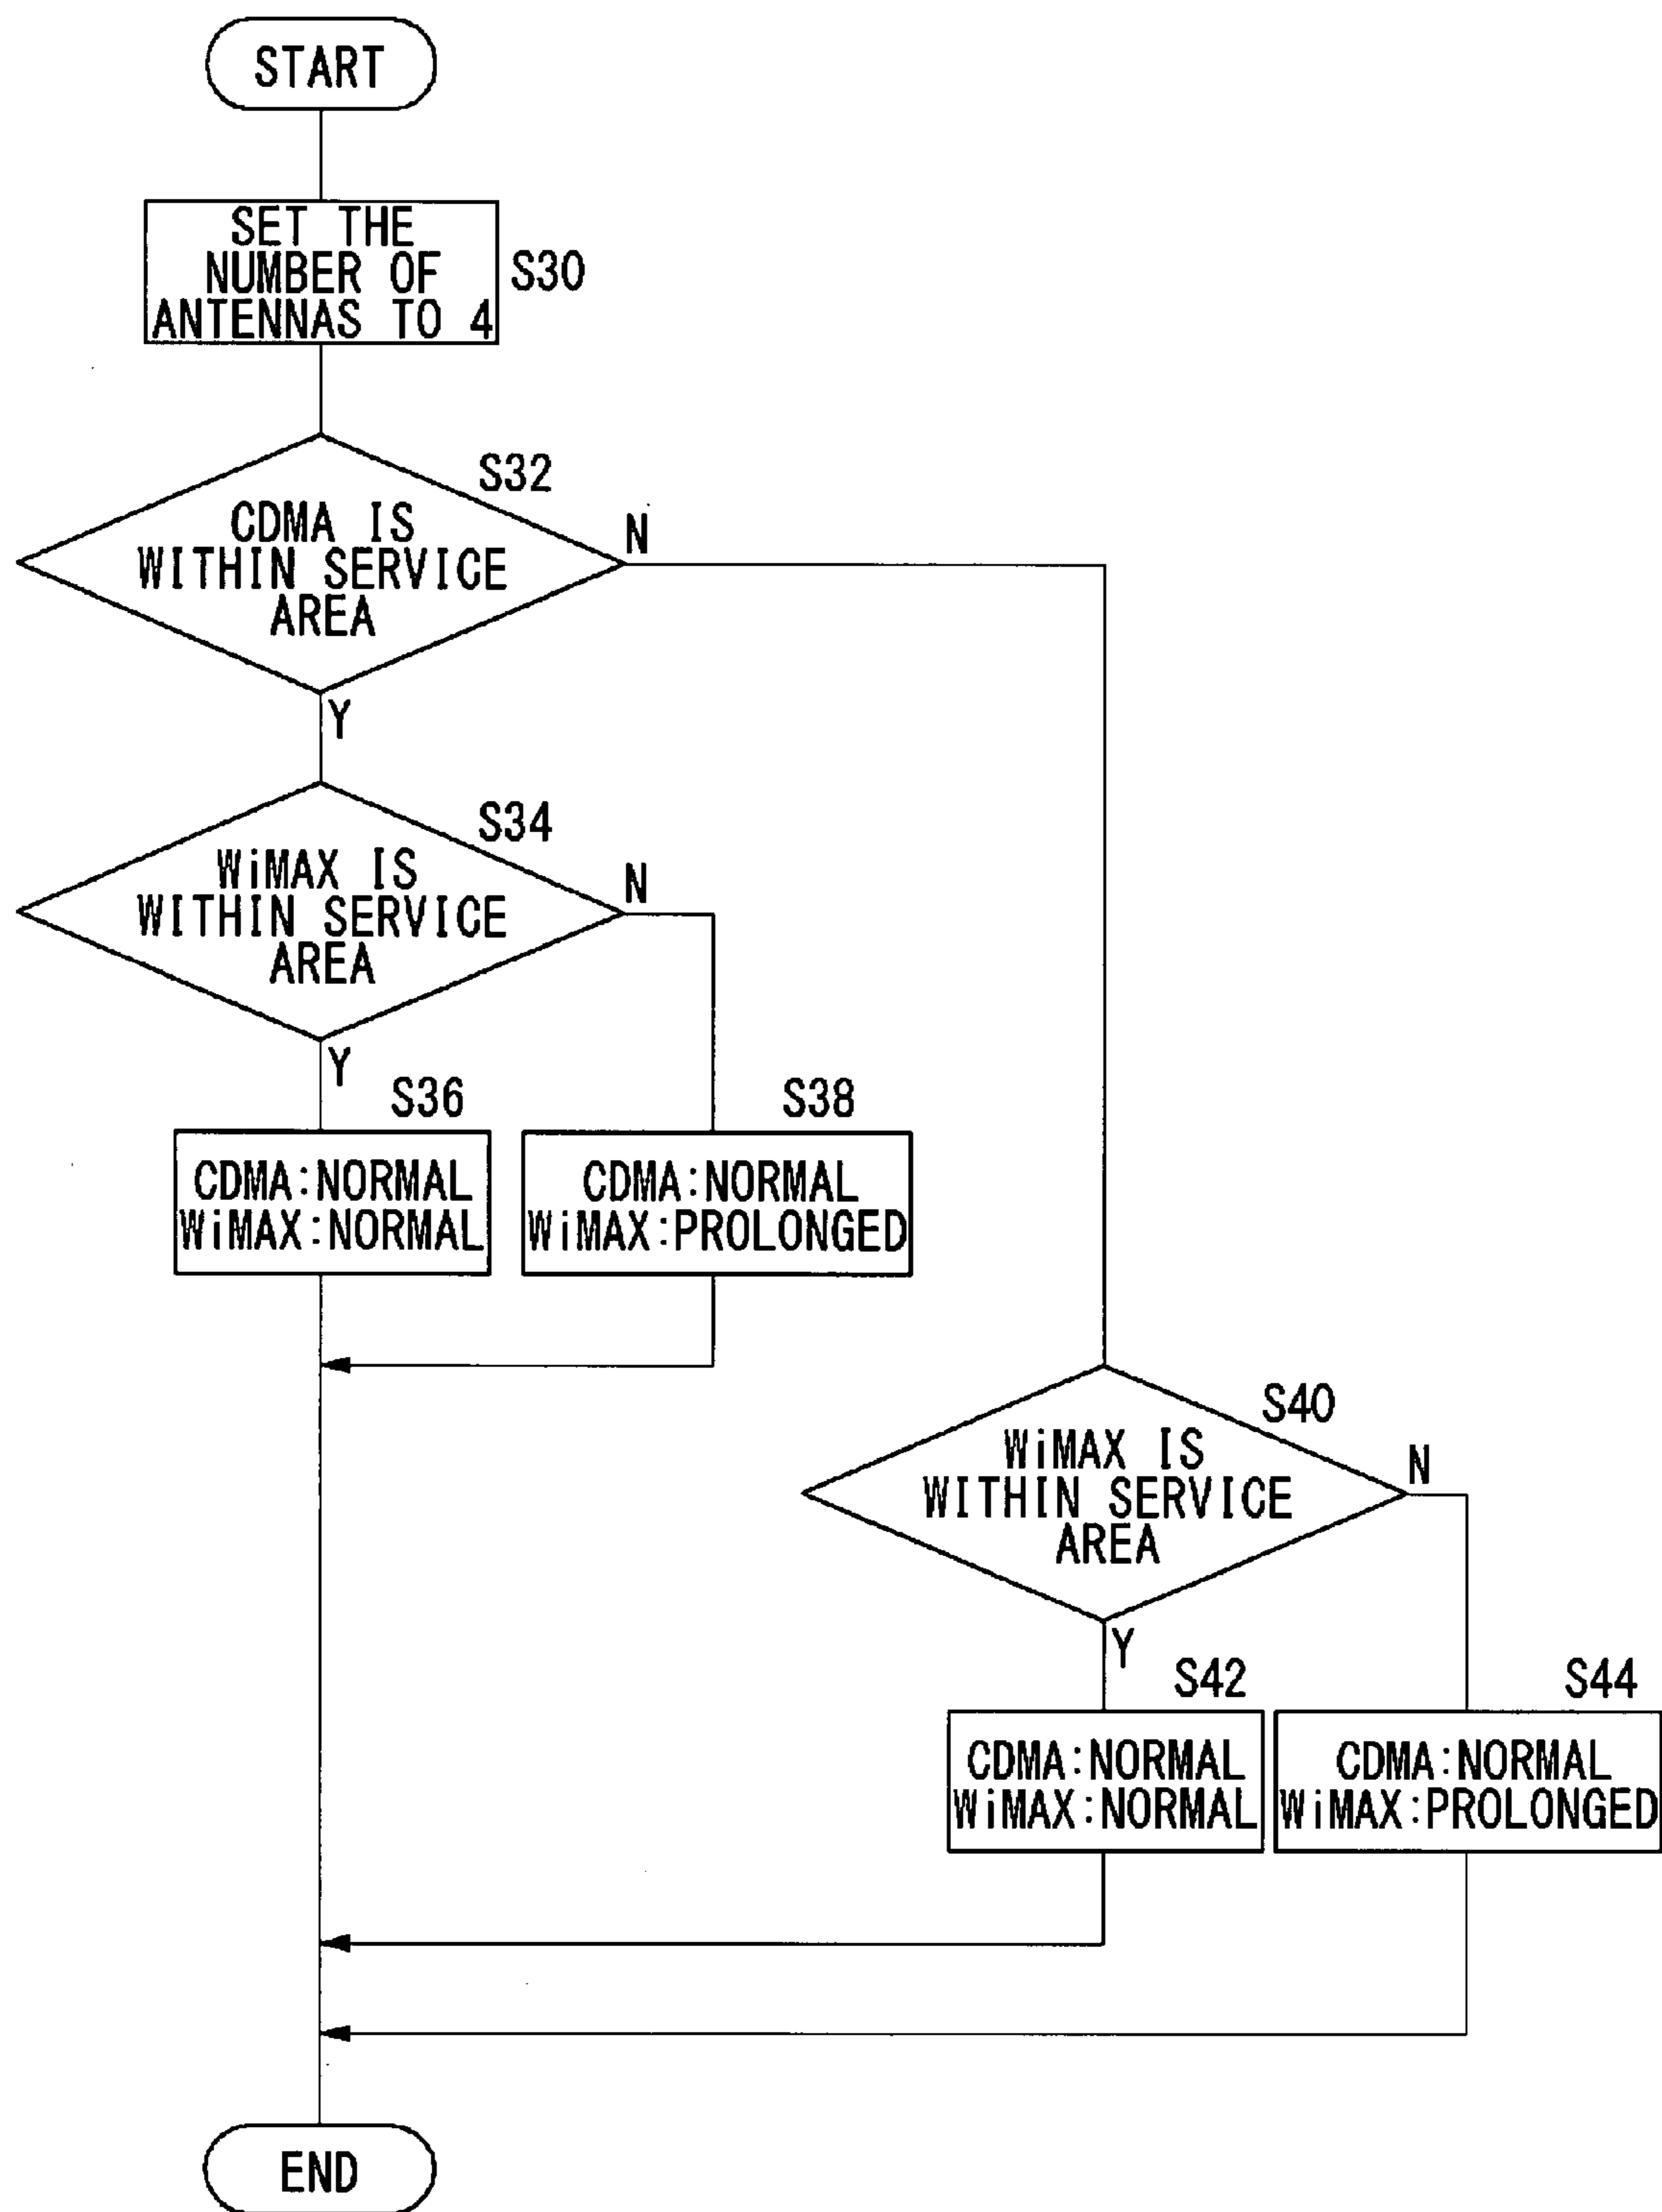 START
SET THE
NUMBER OF
ANTENNAS TO 4
S30
S32
CDMA IS
WITHIN SERVICE
AREA
N
Y
S34
WiMAX IS
WITHIN SERVICE
AREA
N
Y
S36
CDMA:NORMAL
WiMAX:NORMAL
S38
CDMA:NORMAL
WiMAX:PROLONGED
S40
WiMAX IS
WITHIN SERVICE
AREA
N
Y
S42
CDMA:NORMAL
WiMAX:NORMAL
S44
CDMA:NORMAL
WiMAX:PROLONGED
END